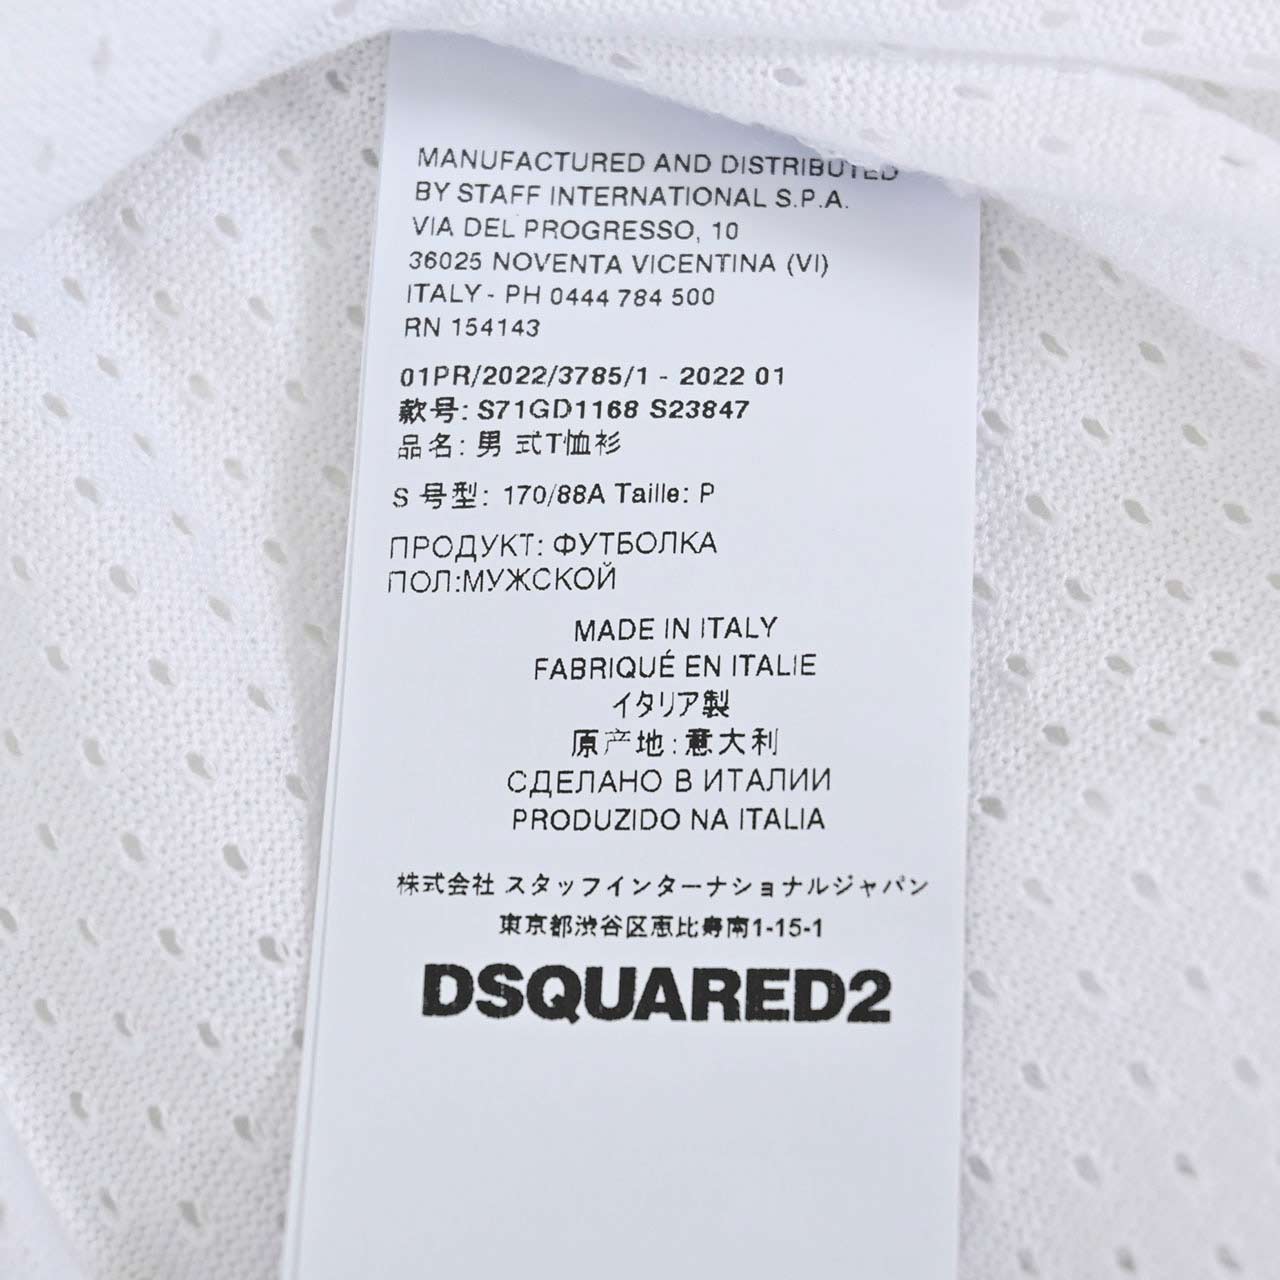 MANUFACTURED AND DISTRIBUTED
BY STAFF INTERNATIONAL S.P.A.
VIA DEL PROGRESSO, 10
36025 NOVENTA VICENTINA (VI)
ITALY - PH 0444 784 500
RN 154143
01PR/2022/3785/1 - 2022 01
款号: S71GD1168 S23847
品名: 男 式T恤衫
S 号型: 170/88A Taille: P
ПРОДУКТ: ФУТБОЛКА
ПОЛ:МУЖСКОЙ
MADE IN ITALY
FABRIQUÉ EN ITALIE
イタリア製
原产地:意大利
СДЕЛАНО В ИТАЛИИ
PRODUZIDO NA ITALIA
株式会社 スタッフインターナショナルジャパン
東京都渋谷区恵比寿南1-15-1
DSQUARED2